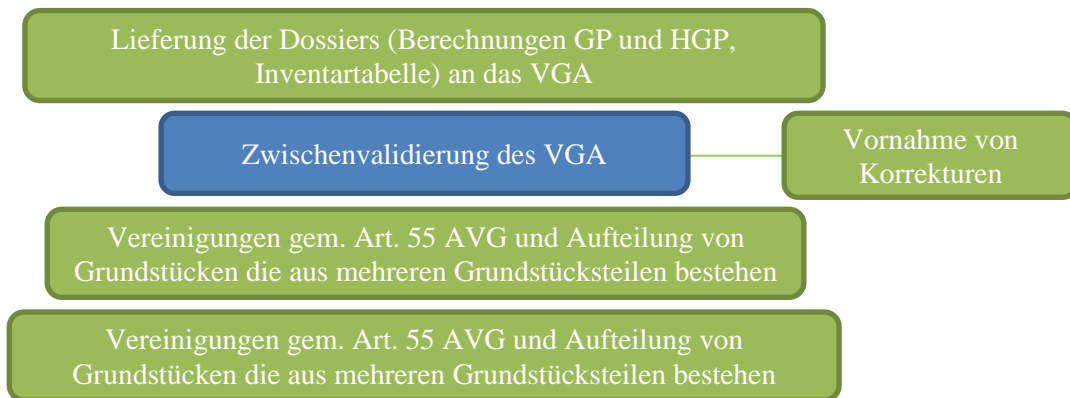 Lieferung der Dossiers (Berechnungen GP und HGP,
Inventartabelle) an das VGA
Zwischenvalidierung des VGA
Vornahme von
Korrekturen
Vereinigungen gem. Art. 55 AVG und Aufteilung von
Grundstücken die aus mehreren Grundstücksteilen bestehen
Vereinigungen gem. Art. 55 AVG und Aufteilung von
Grundstücken die aus mehreren Grundstücksteilen bestehen